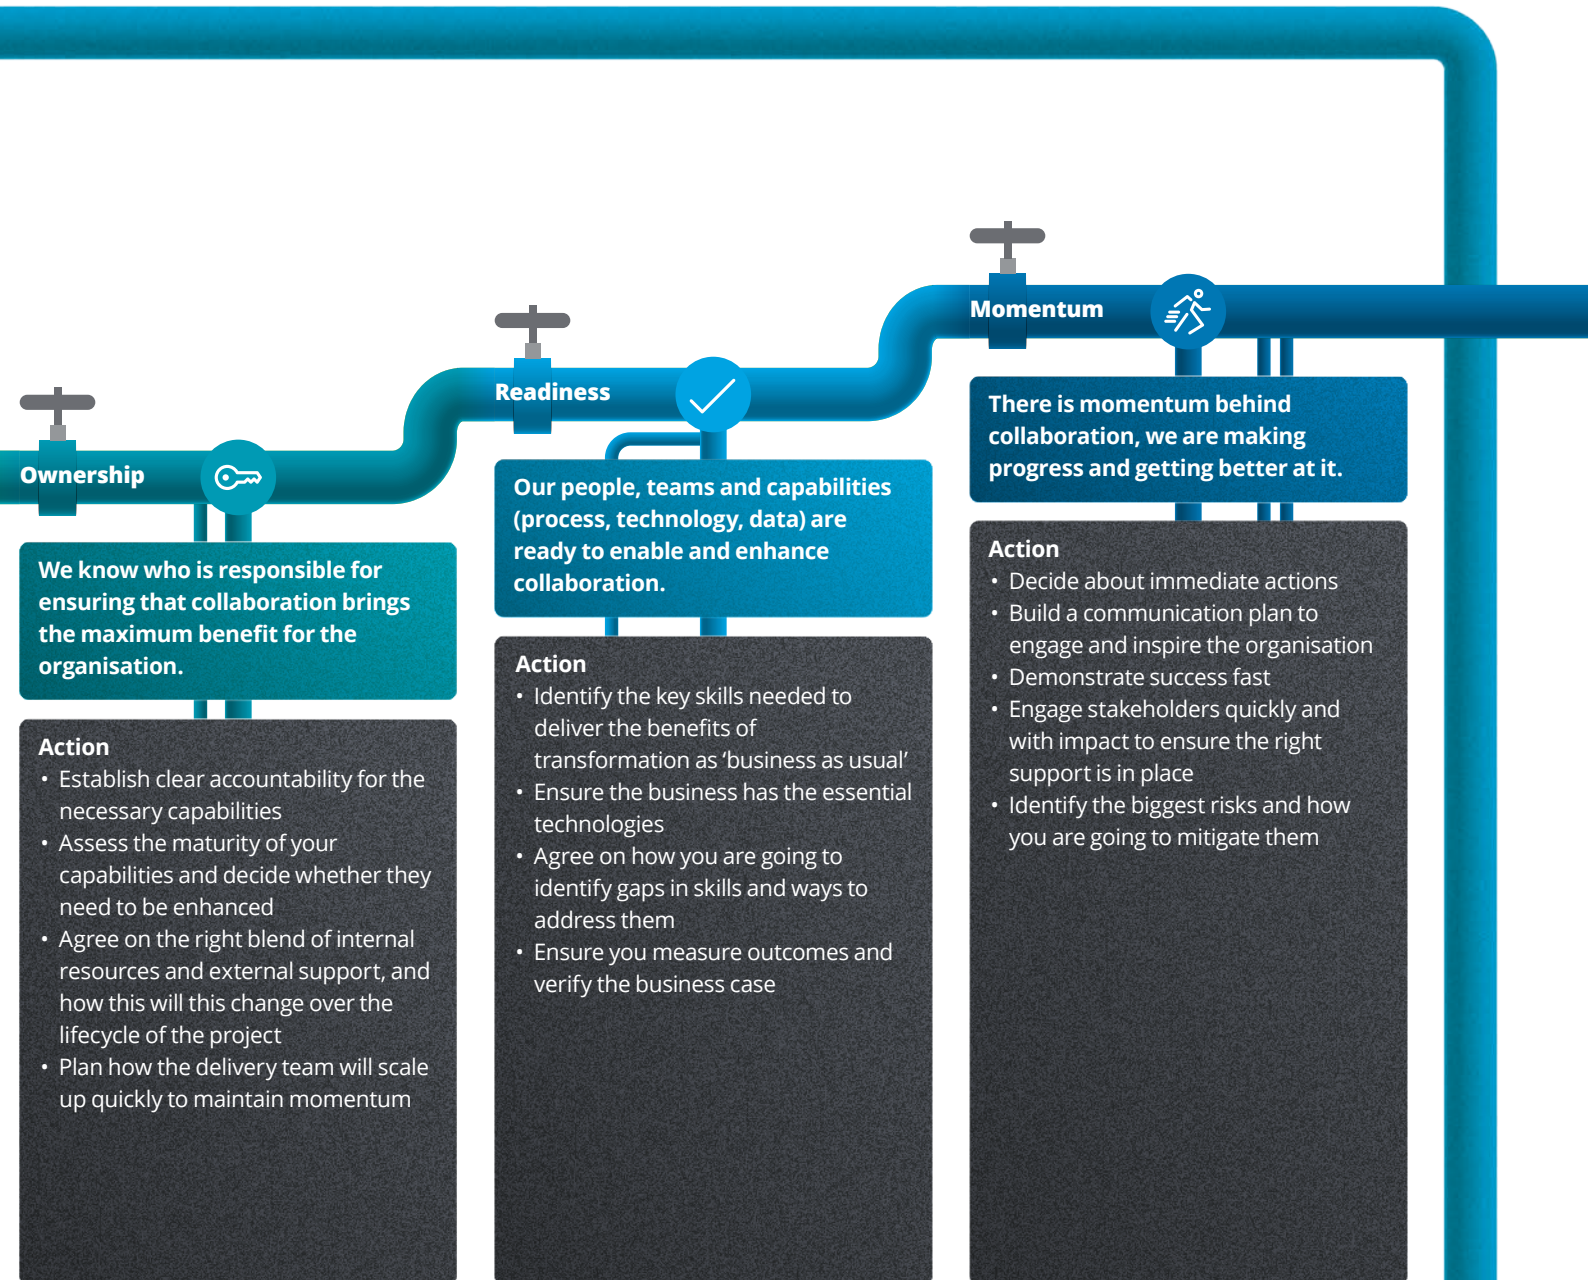 Ownership
We know who is responsible for
ensuring that collaboration brings
the maximum benefit for the
organisation.
Action
• Establish clear accountability for the
necessary capabilities
• Assess the maturity of your
capabilities and decide whether they
need to be enhanced
• Agree on the right blend of internal
resources and external support, and
how this will this change over the
lifecycle of the project
• Plan how the delivery team will scale
up quickly to maintain momentum
Readiness
Our people, teams and capabilities
(process, technology, data) are
ready to enable and enhance
collaboration.
Action
• Identify the key skills needed to
deliver the benefits of
transformation as ‘business as usual’
• Ensure the business has the essential
technologies
• Agree on how you are going to
identify gaps in skills and ways to
address them
• Ensure you measure outcomes and
verify the business case
Momentum
There is momentum behind
collaboration, we are making
progress and getting better at it.
Action
• Decide about immediate actions
• Build a communication plan to
engage and inspire the organisation
• Demonstrate success fast
• Engage stakeholders quickly and
with impact to ensure the right
support is in place
• Identify the biggest risks and how
you are going to mitigate them